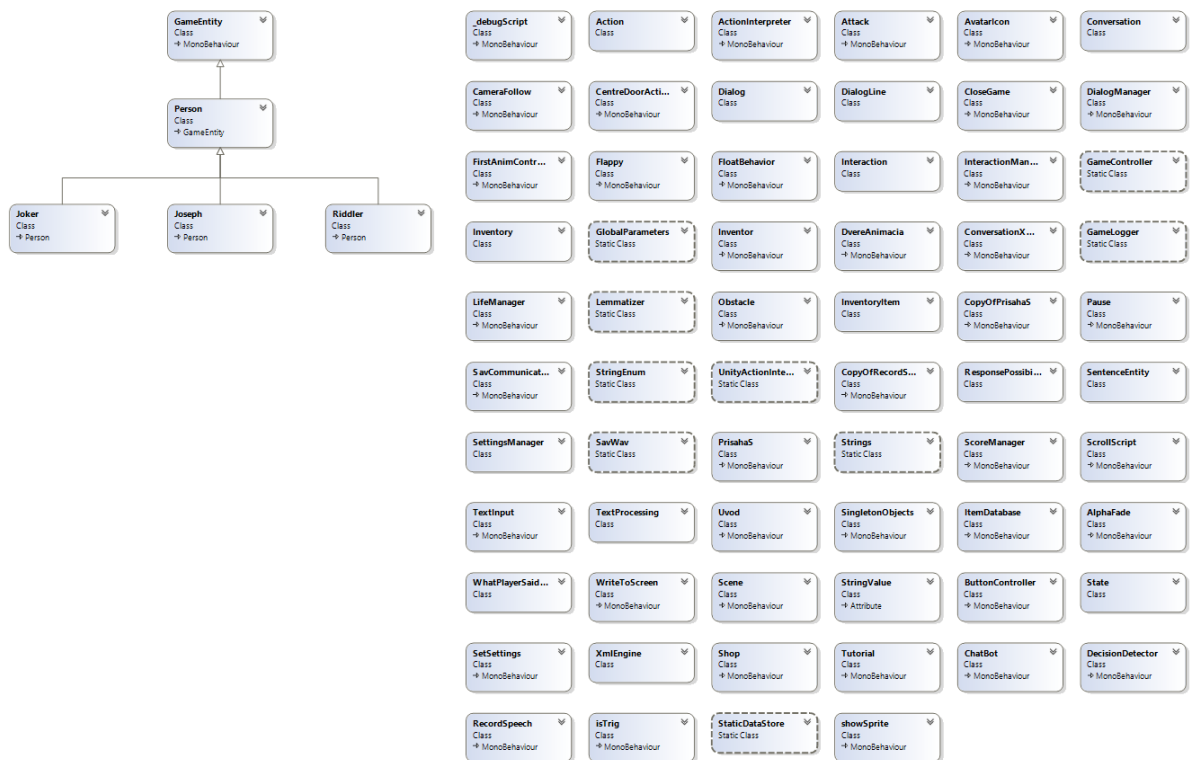 GameEntity
Class
MonoBehaviour
Person
Class
GameEntity
Joker
Class
Person
Joseph
Class
Person
Riddler
Class
Person
_debugScript
Class
MonoBehaviour
Action
Class
ActionInterpreter
Class
MonoBehaviour
Attack
Class
MonoBehaviour
AvatarIcon
Class
MonoBehaviour
Conversation
Class
CameraFollow
Class
MonoBehaviour
CentreDoorActi...
Class
MonoBehaviour
Dialog
Class
DialogLine
Class
CloseGame
Class
MonoBehaviour
DialogManager
Class
MonoBehaviour
FirstAnimContr...
Class
MonoBehaviour
Flappy
Class
MonoBehaviour
FloatBehavior
Class
MonoBehaviour
Interaction
Class
InteractionMan...
Class
MonoBehaviour
GameController
Static Class
Inventory
Class
GlobalParameters
Static Class
Inventor
Class
MonoBehaviour
DvereAnimacia
Class
MonoBehaviour
ConversationX...
Class
MonoBehaviour
GameLogger
Static Class
LifeManager
Class
MonoBehaviour
Lemmatizer
Static Class
Obstacle
Class
MonoBehaviour
InventoryItem
Class
CopyOfPrisahaS
Class
MonoBehaviour
Pause
Class
MonoBehaviour
SavCommunicat...
Class
MonoBehaviour
StringEnum
Static Class
UnityActionInte...
Static Class
CopyOfRecordS...
Class
MonoBehaviour
ResponsePossibi...
Class
SentenceEntity
Class
SettingsManager
Class
SavWav
Static Class
PrisahaS
Class
MonoBehaviour
Strings
Static Class
ScoreManager
Class
MonoBehaviour
ScrollScript
Class
MonoBehaviour
TextInput
Class
MonoBehaviour
TextProcessing
Class
Uvod
Class
MonoBehaviour
SingletonObjects
Class
MonoBehaviour
ItemDatabase
Class
MonoBehaviour
AlphaFade
Class
MonoBehaviour
WhatPlayerSaid...
Class
WriteToScreen
Class
MonoBehaviour
Scene
Class
MonoBehaviour
StringValue
Class
Attribute
ButtonController
Class
MonoBehaviour
State
Class
SetSettings
Class
MonoBehaviour
XmlEngine
Class
Shop
Class
MonoBehaviour
Tutorial
Class
MonoBehaviour
ChatBot
Class
MonoBehaviour
DecisionDetector
Class
MonoBehaviour
RecordSpeech
Class
MonoBehaviour
isTrig
Class
MonoBehaviour
StaticDataStore
Static Class
showSprite
Class
MonoBehaviour